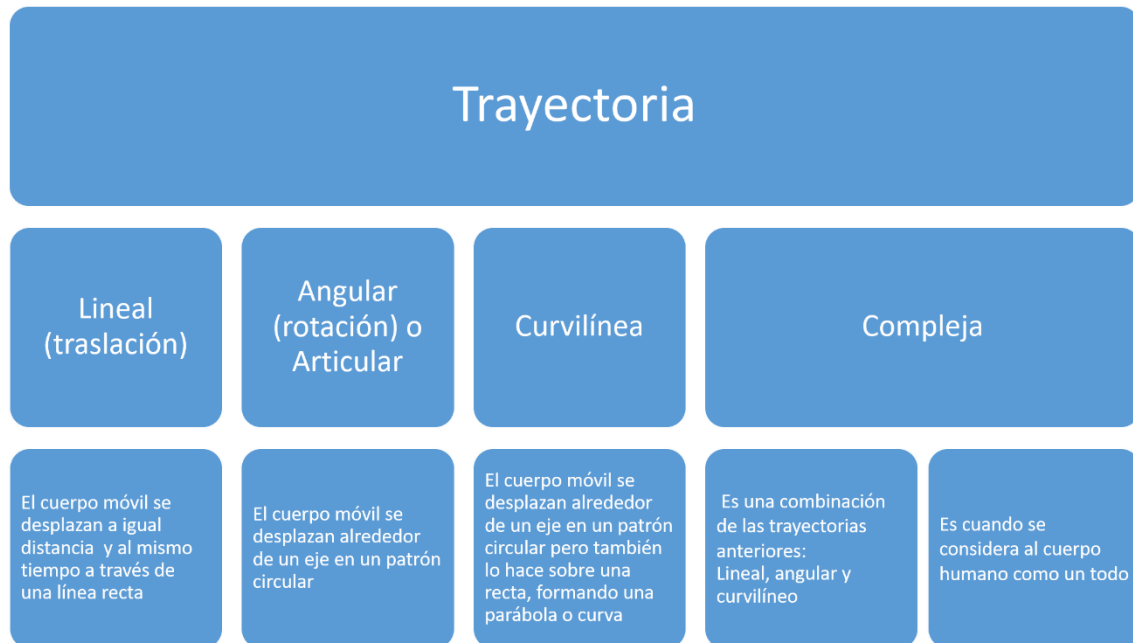 Trayectoria
Lineal
(traslación)
Angular
(rotación) o
Articular
Curvilínea
Compleja
El cuerpo móvil se
desplazan a igual
distancia  y al mismo
tiempo a través de
una línea recta
El cuerpo móvil se
desplazan alrededor
de un eje en un patrón
circular
El cuerpo móvil se
desplazan alrededor
de un eje en un patrón
circular pero también
lo hace sobre una
recta, formando una
parábola o curva
Es una combinación
de las trayectorias
anteriores:
Lineal, angular y
curvilíneo
Es cuando se
considera al cuerpo
humano como un todo